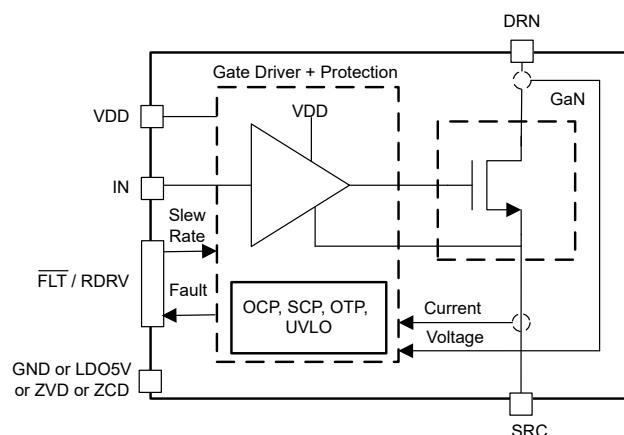 DRN
Gate Driver + Protection
GaN
VDD
VDD
IN
Slew
Rate
FLT / RDRV
Fault
OCP, SCP, OTP,
UVLO
Current
Voltage
GND or LDO5V
or ZVD or ZCD
SRC